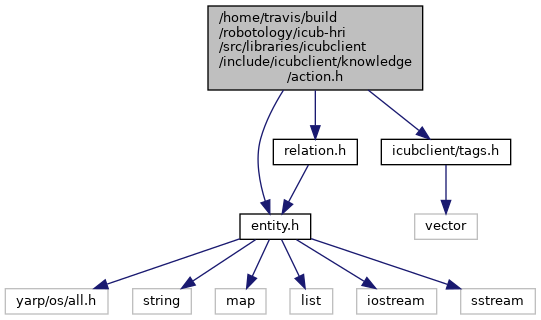 /home/travis/build
/robotology/icub-hri
/src/libraries/icubclient
/include/icubclient/knowledge
/action.h
relation.h
icubclient/tags.h
entity.h
vector
yarp/os/all.h
string
map
list
iostream
sstream